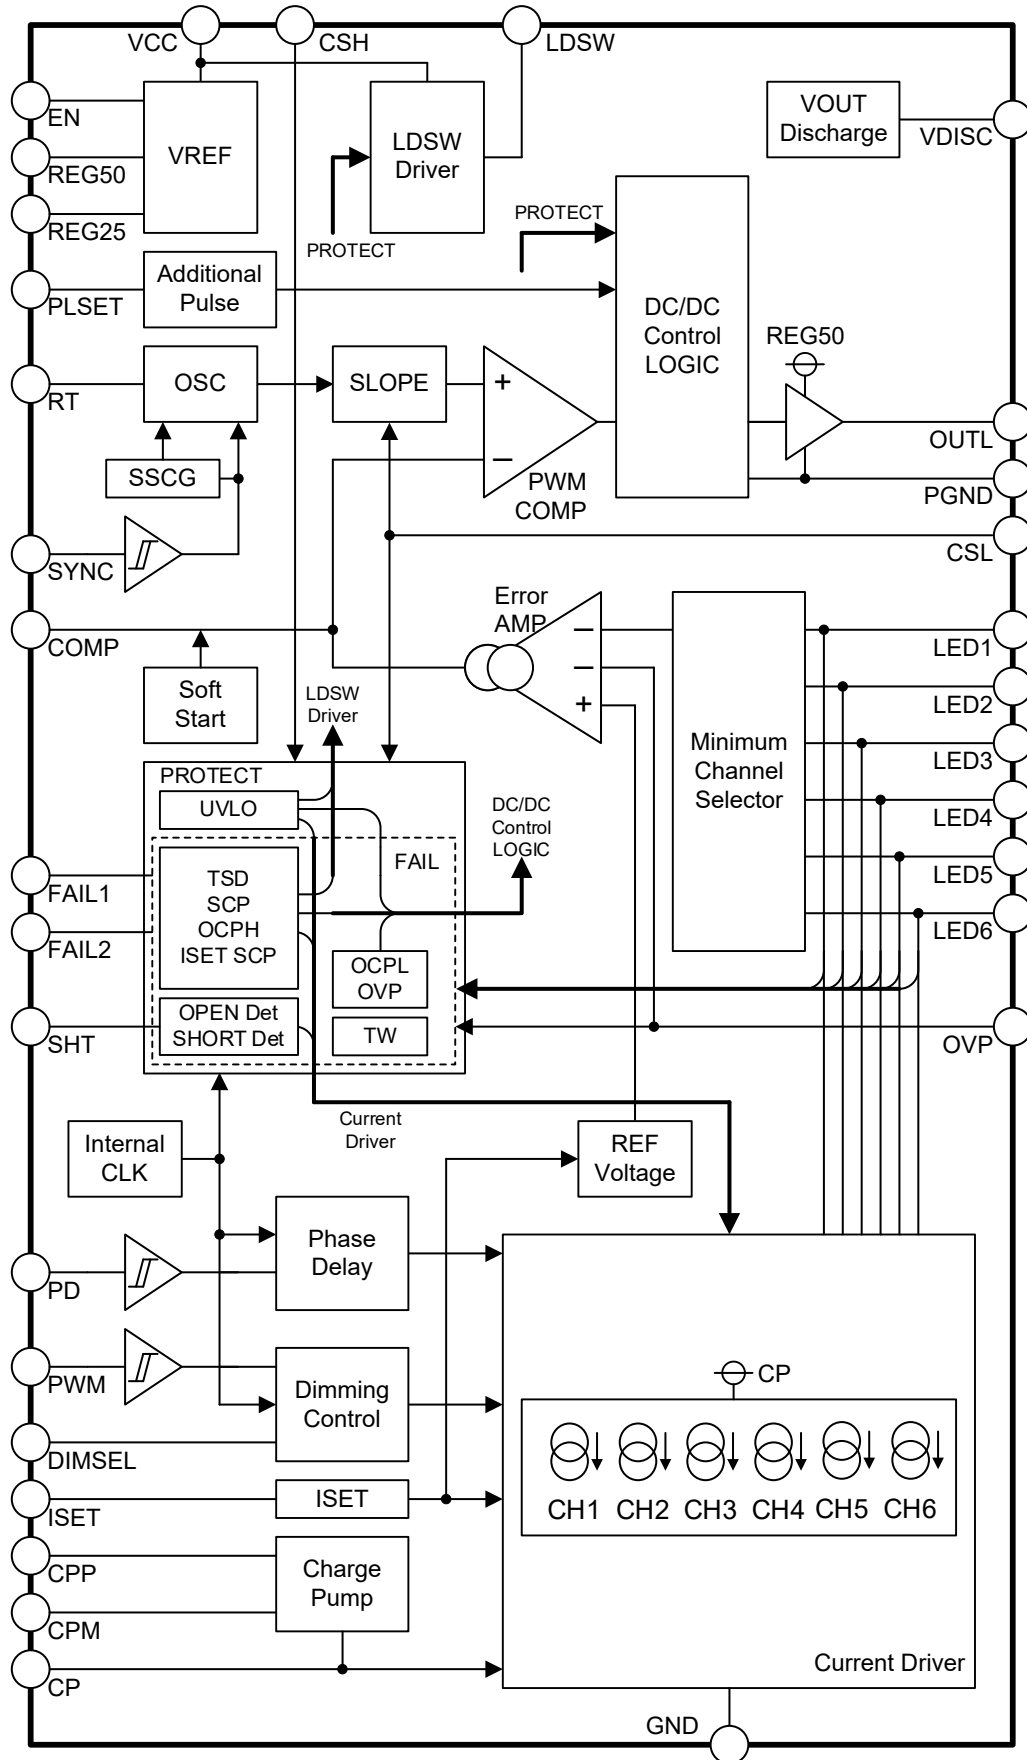 VCC
CSH
LDSW
EN
REG50
REG25
VREF
LDSW
Driver
VOUT
Discharge
VDISC
PROTECT
PROTECT
PLSET
Additional
Pulse
DC/DC
Control
LOGIC
REG50
RT
OSC
SLOPE
+
−
PWM
COMP
OUTL
PGND
SSCG
SYNC
CSL
COMP
Soft
Start
Error
AMP
−
−
+
Minimum
Channel
Selector
LED1
LED2
LED3
LED4
LED5
LED6
LDSW
Driver
PROTECT
UVLO
DC/DC
Control
LOGIC
FAIL
FAIL1
FAIL2
TSD
SCP
OCPH
ISET SCP
OCPL
OVP
SHT
OPEN Det
SHORT Det
TW
OVP
Current
Driver
Internal
CLK
REF
Voltage
PD
Phase
Delay
PWM
DIMSEL
Dimming
Control
CP
CH1 CH2 CH3 CH4 CH5 CH6
ISET
ISET
CPP
CPM
Charge
Pump
CP
Current Driver
GND